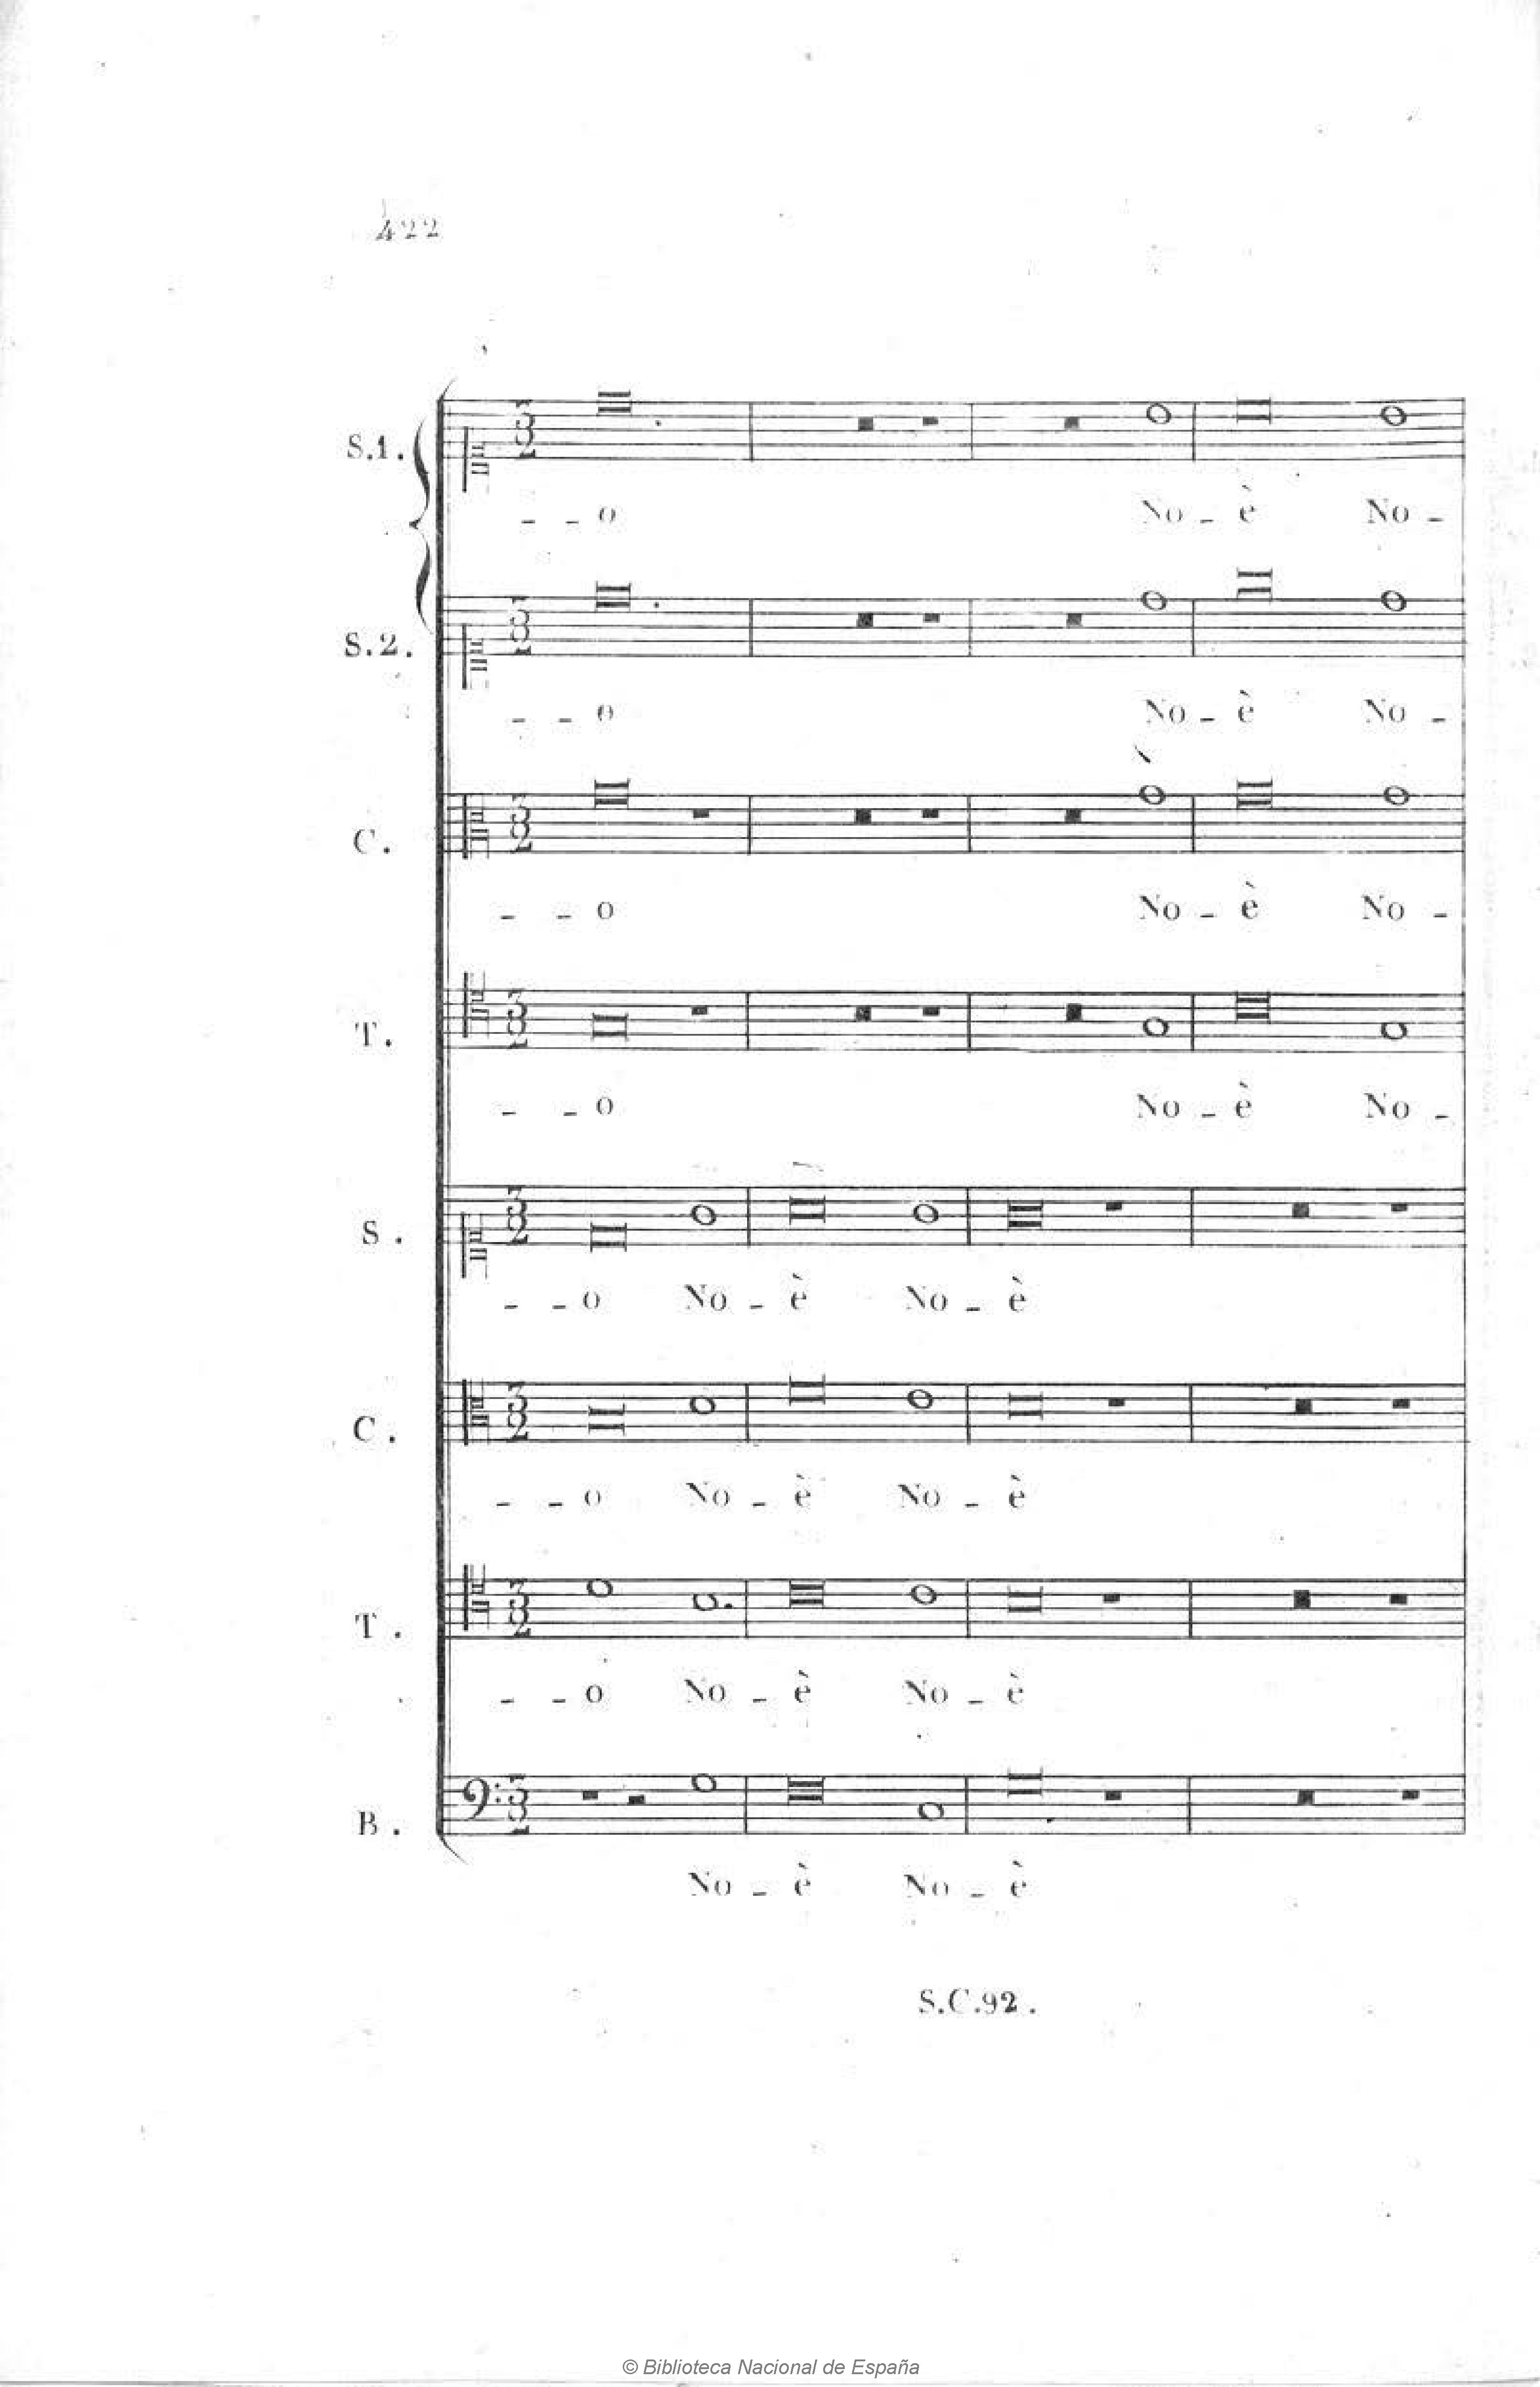 422
S.1.
- - o No - è No -
S.2.
- - o No - è No -
C.
- - o No - è No -
T.
- - o No - è No -
S.
- - o No - è No - è
C.
- - o No - è No - è
T.
- - o No - è No - è
B.
No - è No - è
S.C.92.
© Biblioteca Nacional de España